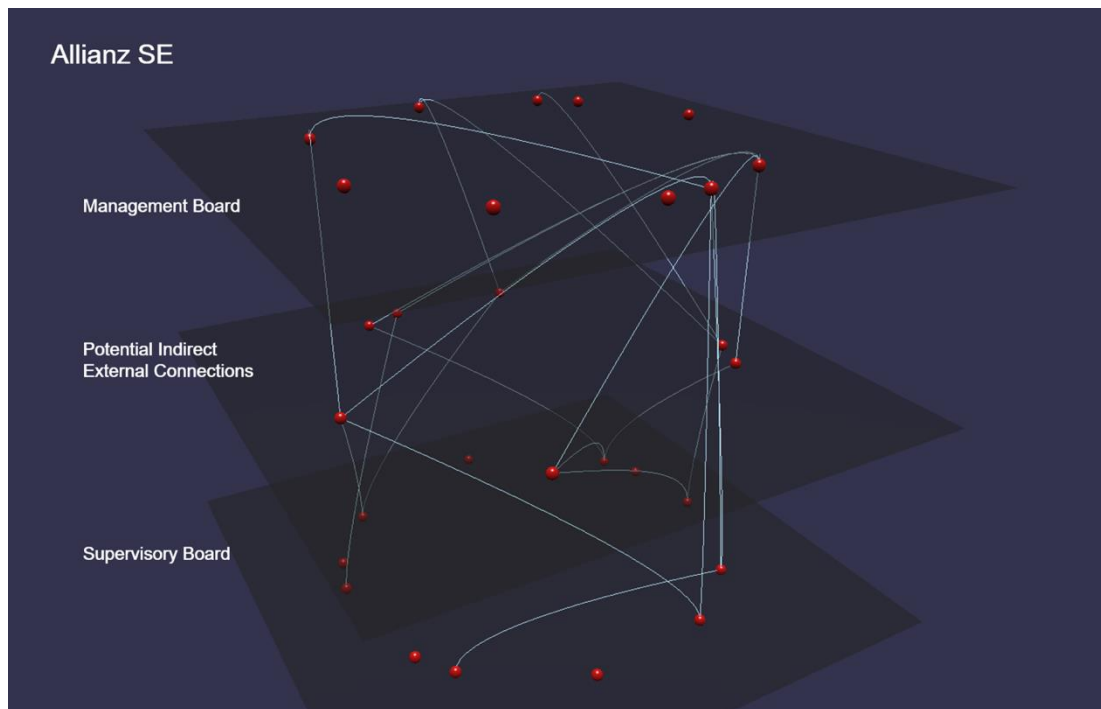 Allianz SE
Management Board
Potential Indirect
External Connections
Supervisory Board